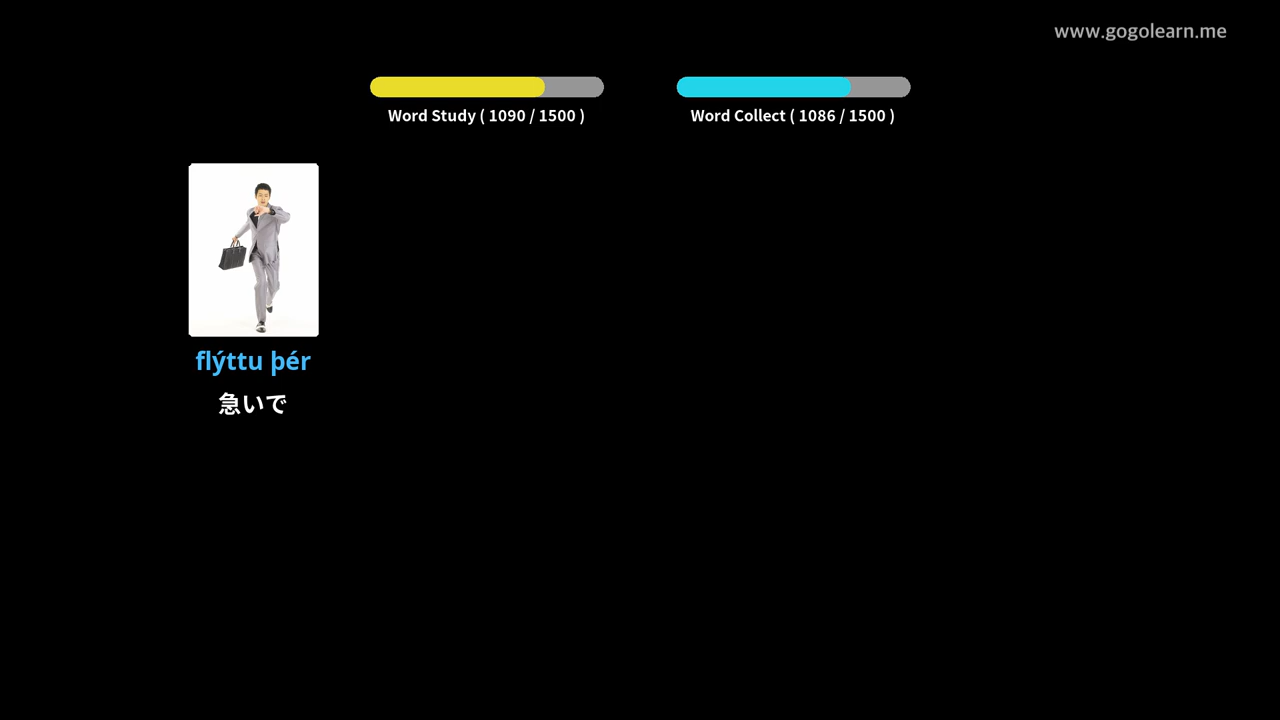 www.gogolearn.me
Word Study ( 1090 / 1500 )
Word Collect ( 1086 / 1500 )
flýttu þér
急いで